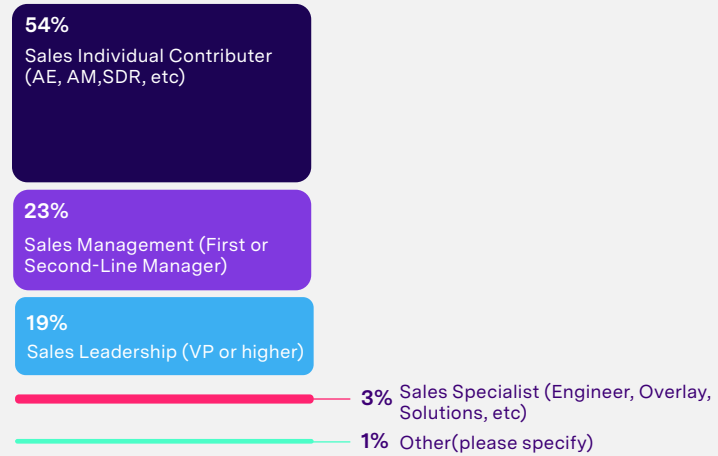 54%
Sales Individual Contributer
(AE, AM,SDR, etc)
23%
Sales Management (First or
Second-Line Manager)
19%
Sales Leadership (VP or higher)
3% Sales Specialist (Engineer, Overlay,
Solutions, etc)
1% Other(please specify)